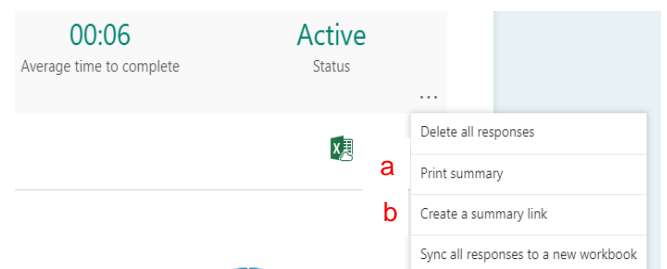 00:06
Average time to complete
Active
Status
...
Delete all responses
a Print summary
b Create a summary link
Sync all responses to a new workbook